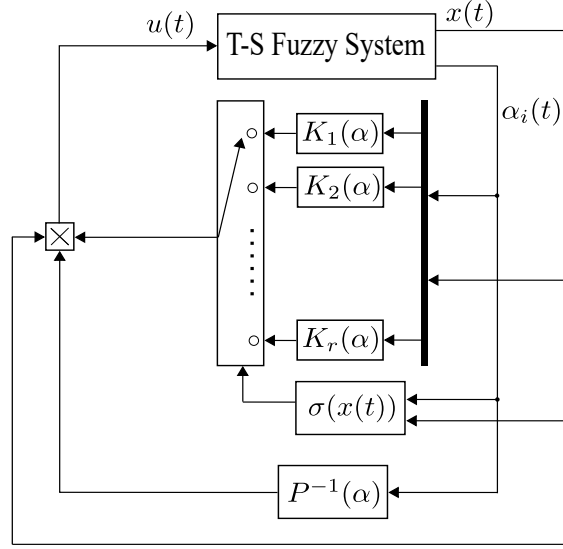 u(t)
T-S Fuzzy System
x(t)
α_i(t)
K_1(α)
K_2(α)
K_r(α)
×
σ(x(t))
P^{-1}(α)